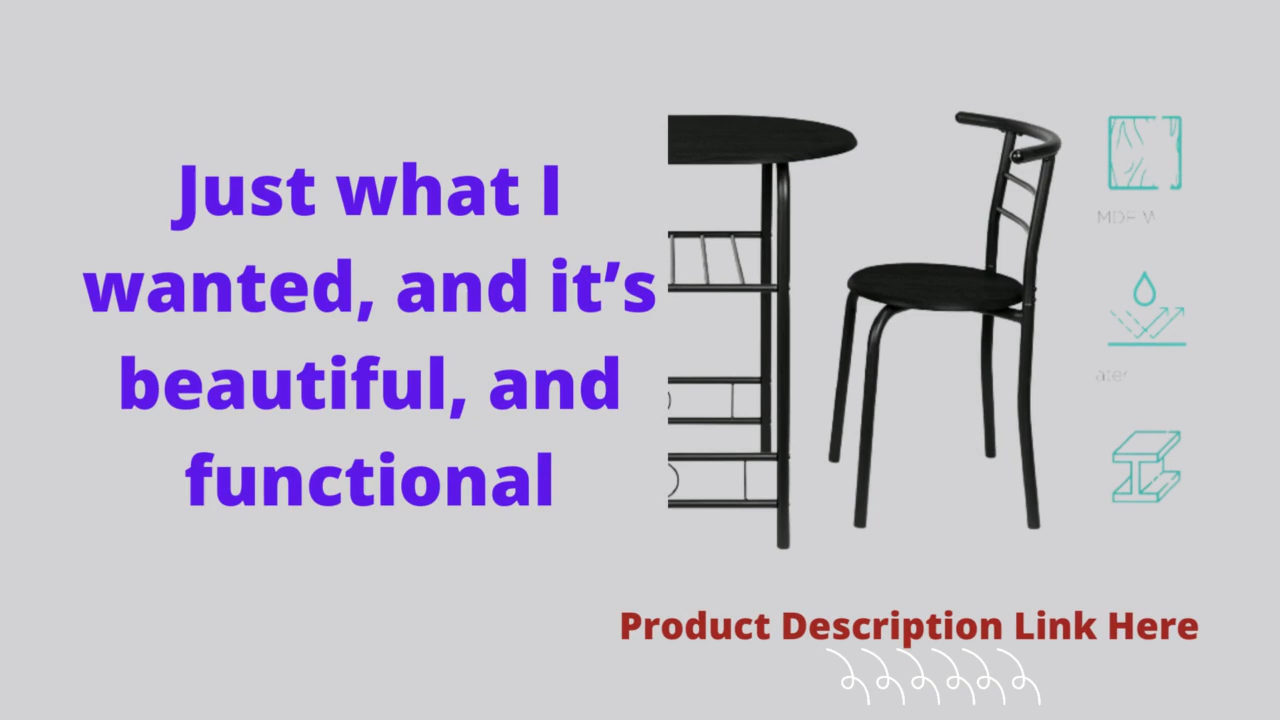 Just what I
wanted, and it’s
beautiful, and
functional
Product Description Link Here